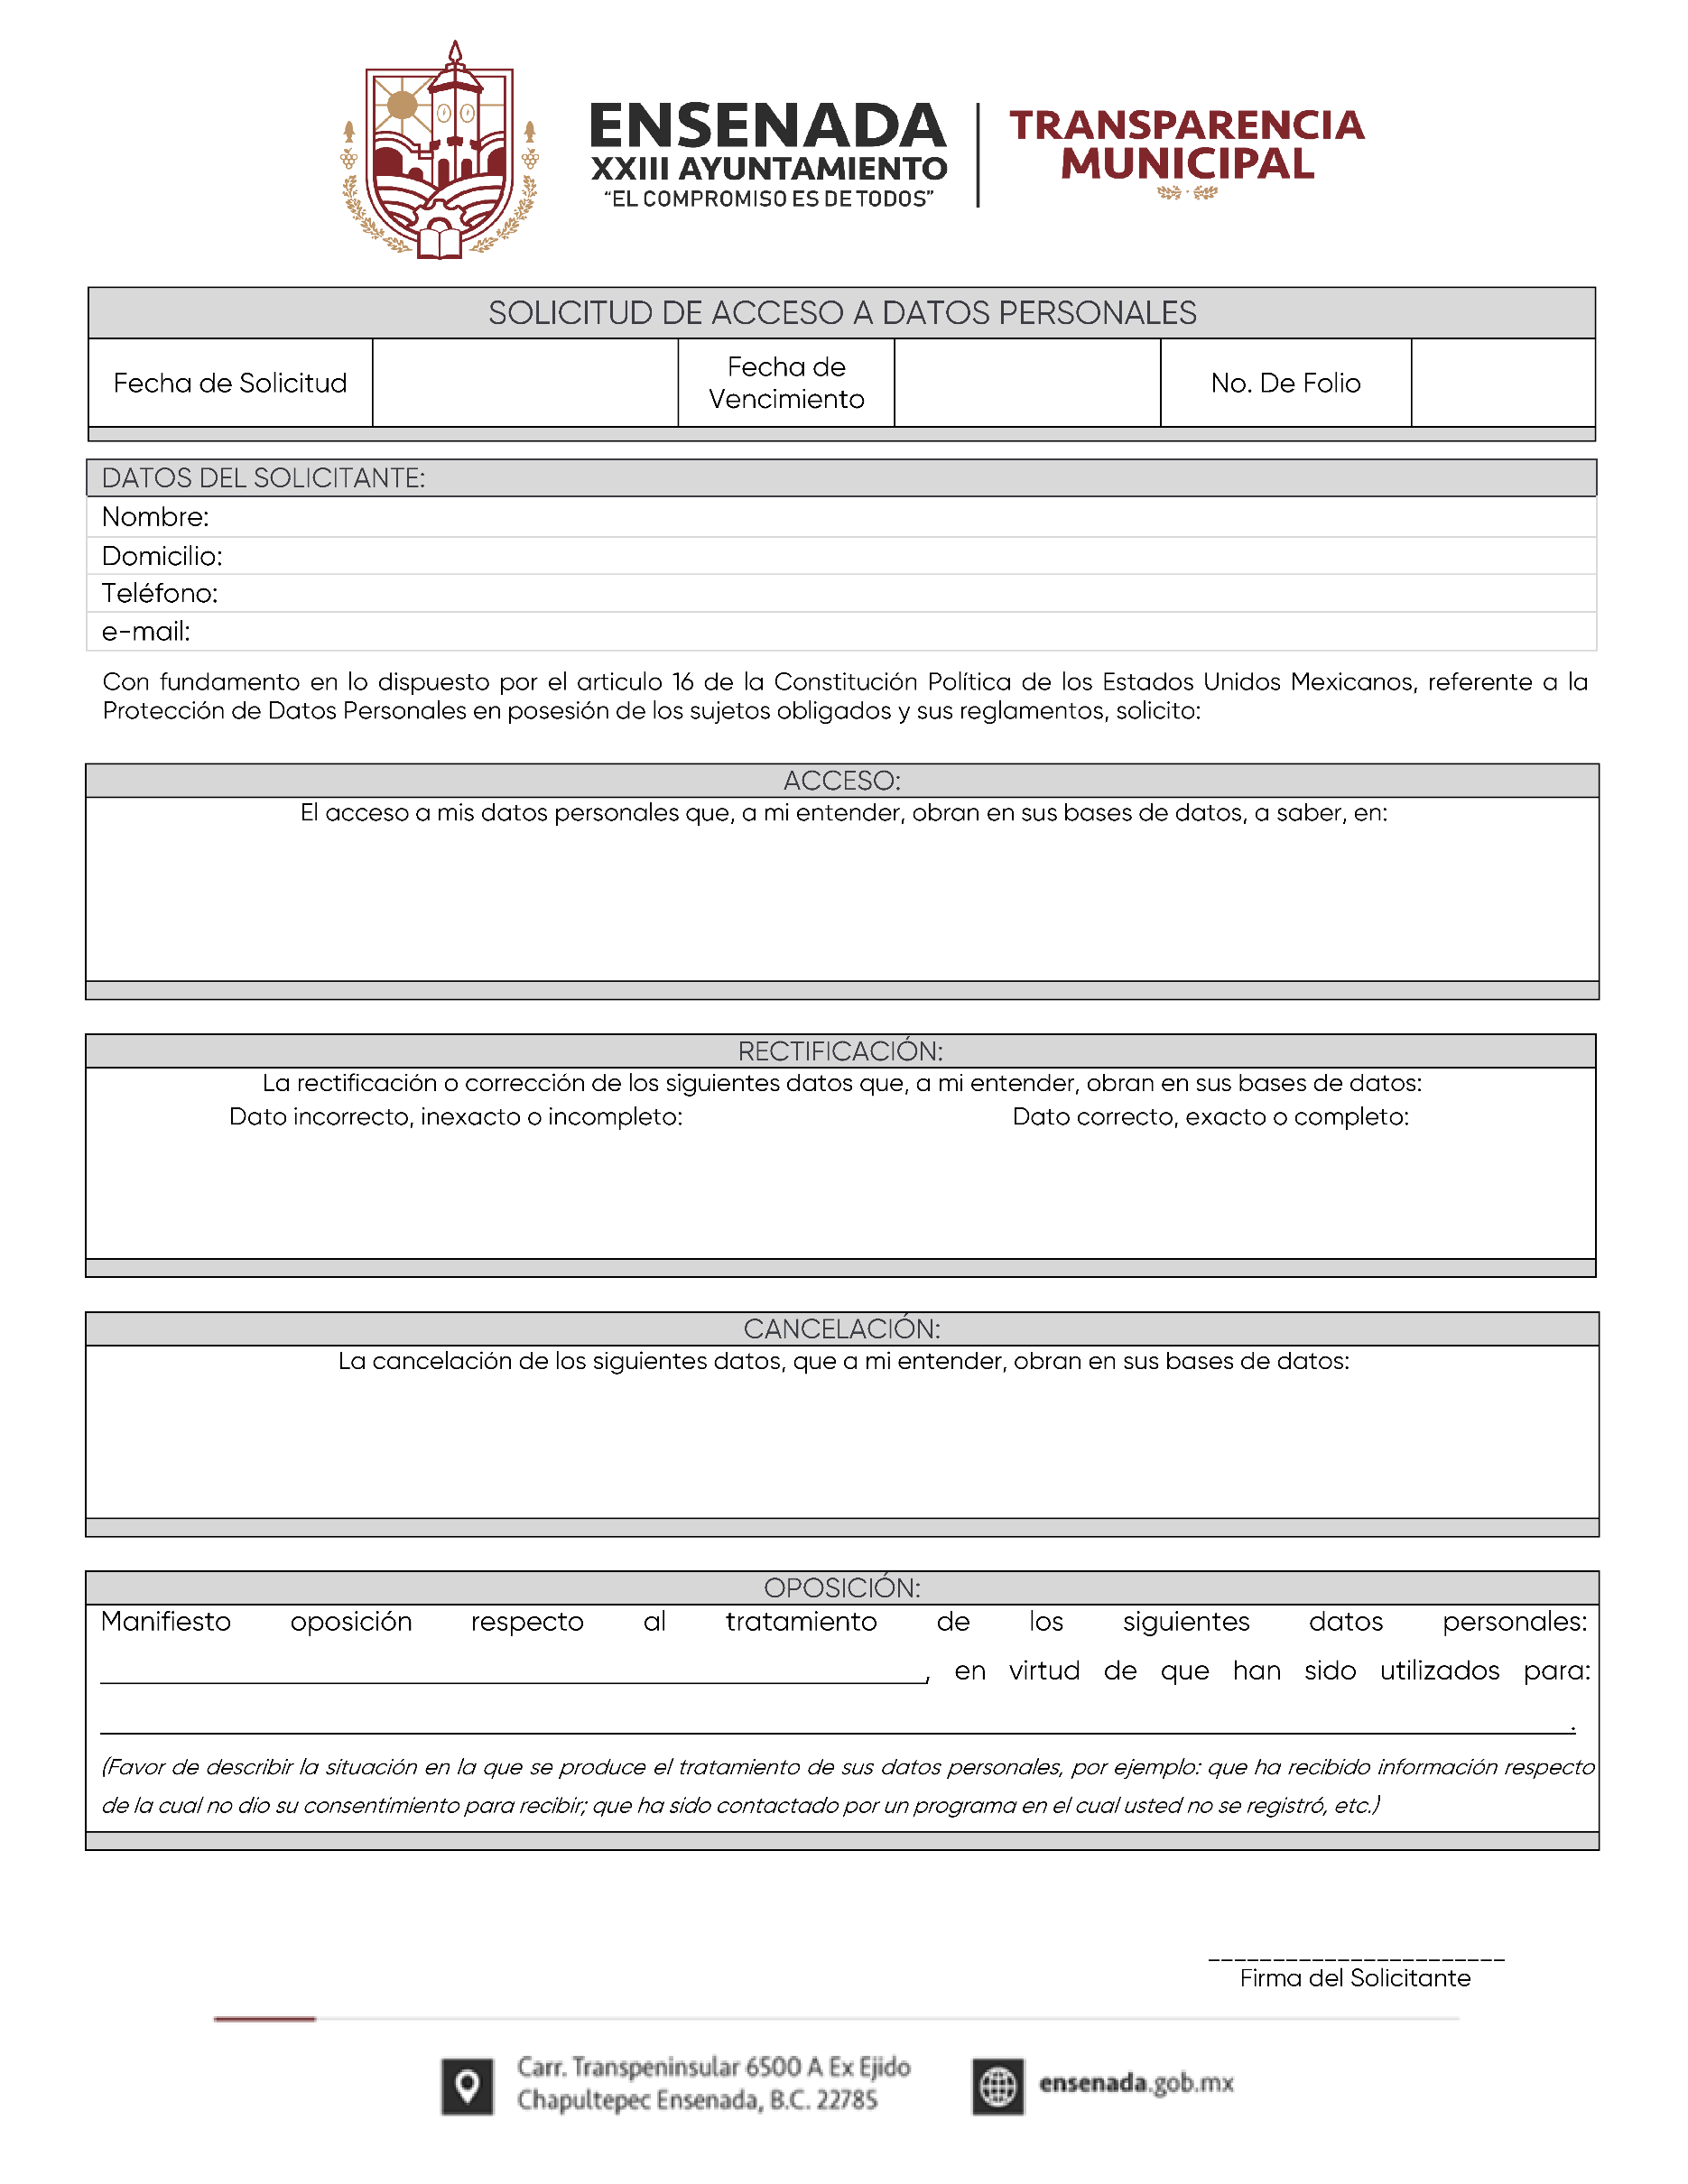 ENSENADA
XXIII AYUNTAMIENTO
“EL COMPROMISO ES DE TODOS”
TRANSPARENCIA
MUNICIPAL
SOLICITUD DE ACCESO A DATOS PERSONALES
Fecha de Solicitud
Fecha de
Vencimiento
No. De Folio
DATOS DEL SOLICITANTE:
Nombre:
Domicilio:
Teléfono:
e-mail:
Con fundamento en lo dispuesto por el articulo 16 de la Constitución Política de los Estados Unidos Mexicanos, referente a la
Protección de Datos Personales en posesión de los sujetos obligados y sus reglamentos, solicito:
ACCESO:
El acceso a mis datos personales que, a mi entender, obran en sus bases de datos, a saber, en:
RECTIFICACIÓN:
La rectificación o corrección de los siguientes datos que, a mi entender, obran en sus bases de datos:
Dato incorrecto, inexacto o incompleto: Dato correcto, exacto o completo:
CANCELACIÓN:
La cancelación de los siguientes datos, que a mi entender, obran en sus bases de datos:
OPOSICIÓN:
Manifiesto oposición respecto al tratamiento de los siguientes datos personales:
____________________, en virtud de que han sido utilizados para:
____________________.
(Favor de describir la situación en la que se produce el tratamiento de sus datos personales, por ejemplo: que ha recibido información respecto
de la cual no dio su consentimiento para recibir; que ha sido contactado por un programa en el cual usted no se registró, etc.)
_______________________
Firma del Solicitante
Carr. Transpeninsular 6500 A Ex Ejido
Chapultepec Ensenada, B.C. 22785
ensenada.gob.mx